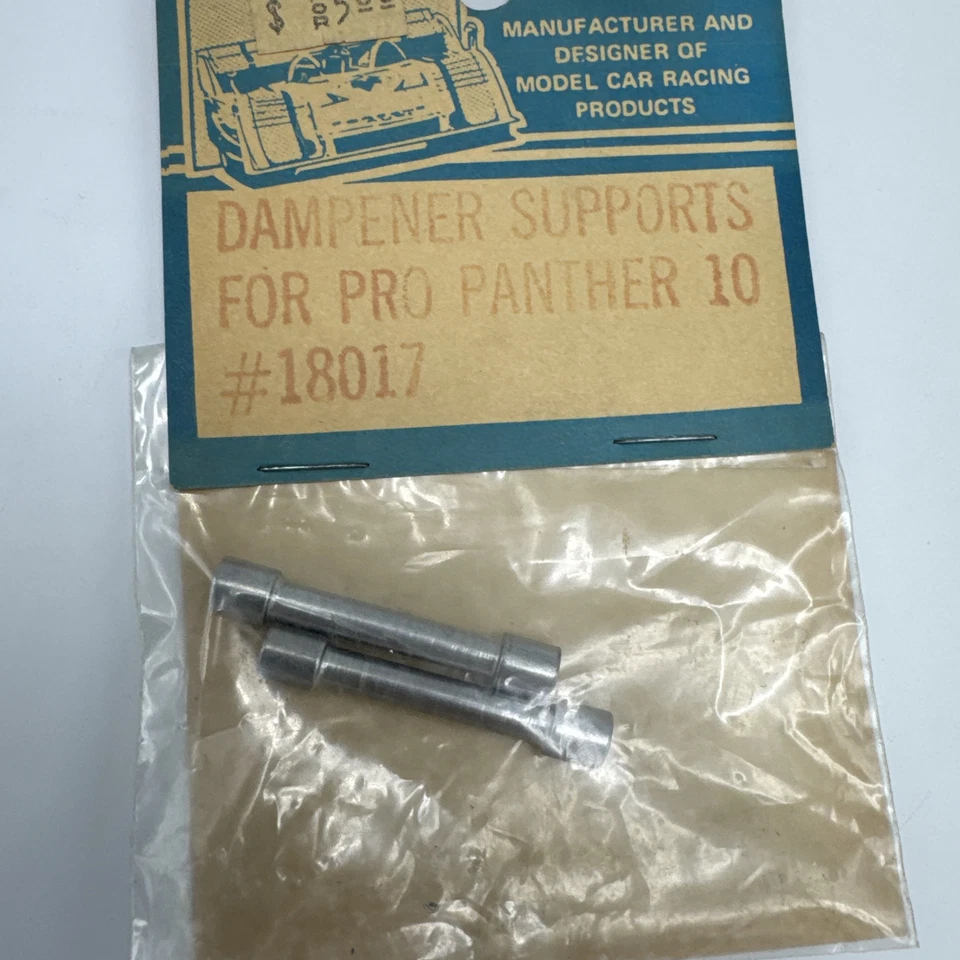 MANUFACTURER AND
DESIGNER OF
MODEL CAR RACING
PRODUCTS
DAMPENER SUPPORTS
FOR PRO PANTHER 10
#18017